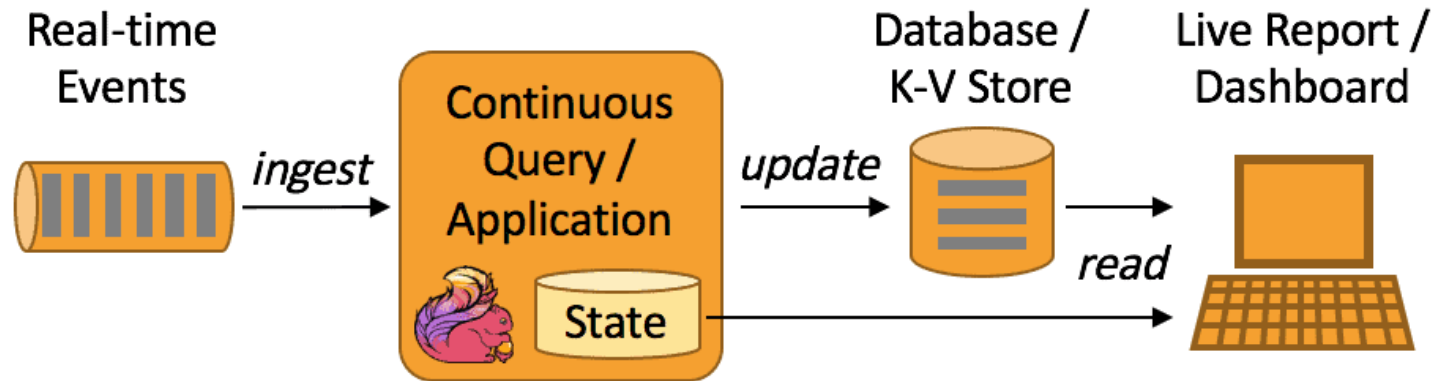 Real-time
Events
ingest
Continuous
Query /
Application
State
update
Database /
K-V Store
read
Live Report /
Dashboard